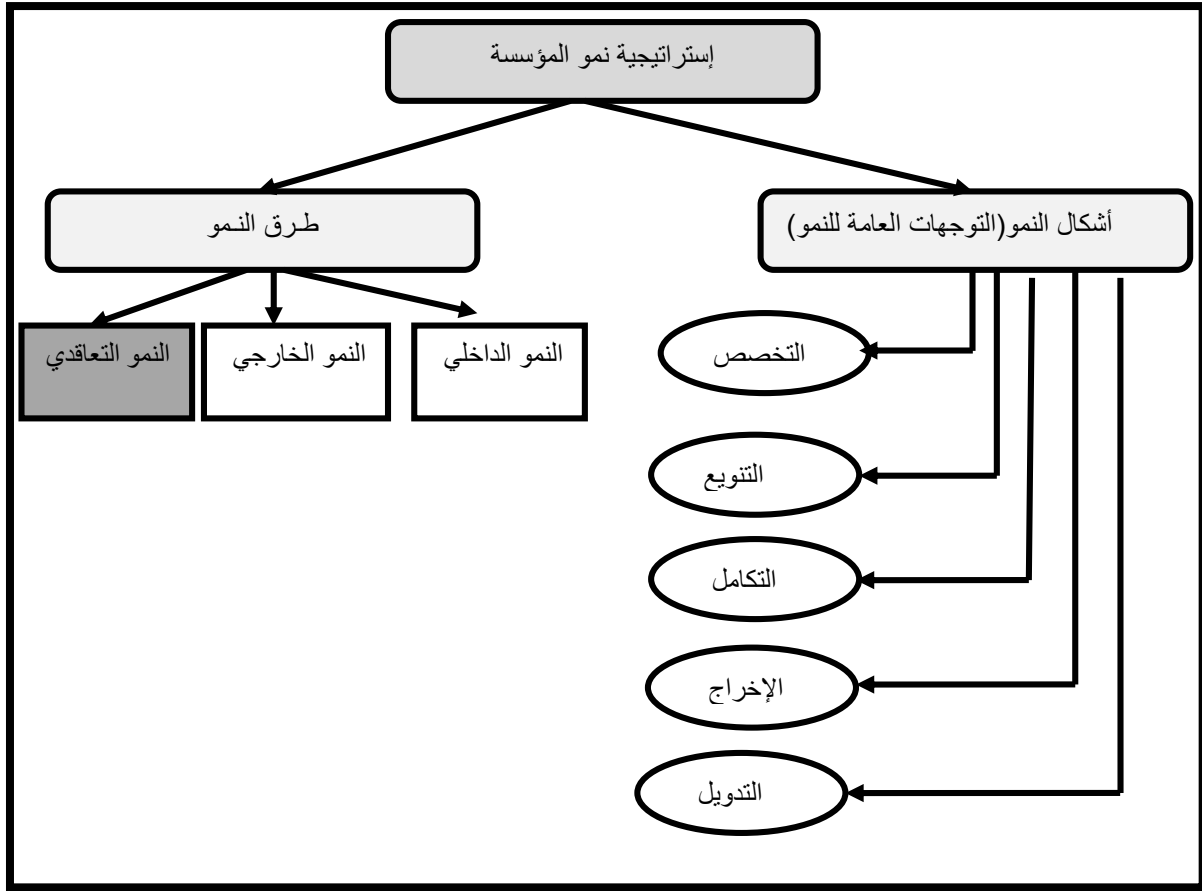 إستراتيجية نمو المؤسسة
أشكال النمو(التوجهات العامة للنمو)
طـرق النـمو
النمو الداخلي
النمو الخارجي
النمو التعاقدي
التخصص
التنويع
التكامل
الإخراج
التدويل